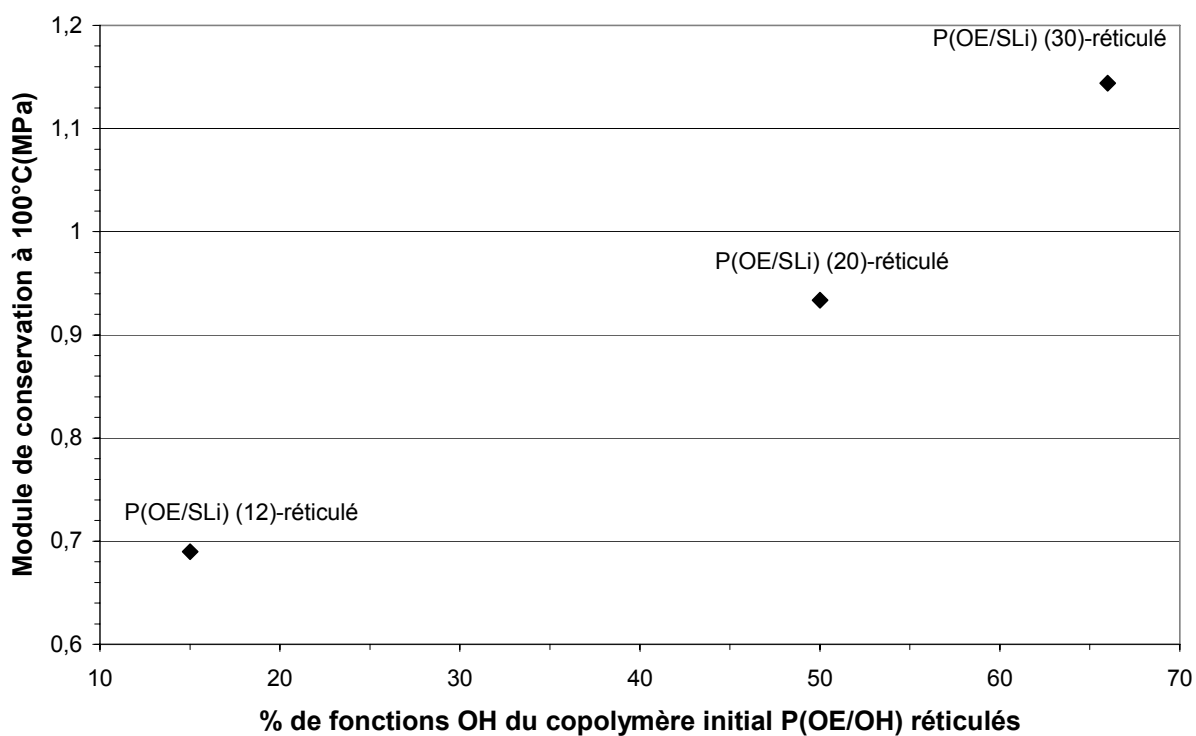 1,2
P(OE/SLi) (30)-réticulé
1,1
1
P(OE/SLi) (20)-réticulé
0,9
0,8
P(OE/SLi) (12)-réticulé
0,7
0,6
Module de conservation à 100°C(MPa)
10 20 30 40 50 60 70
% de fonctions OH du copolymère initial P(OE/OH) réticulés